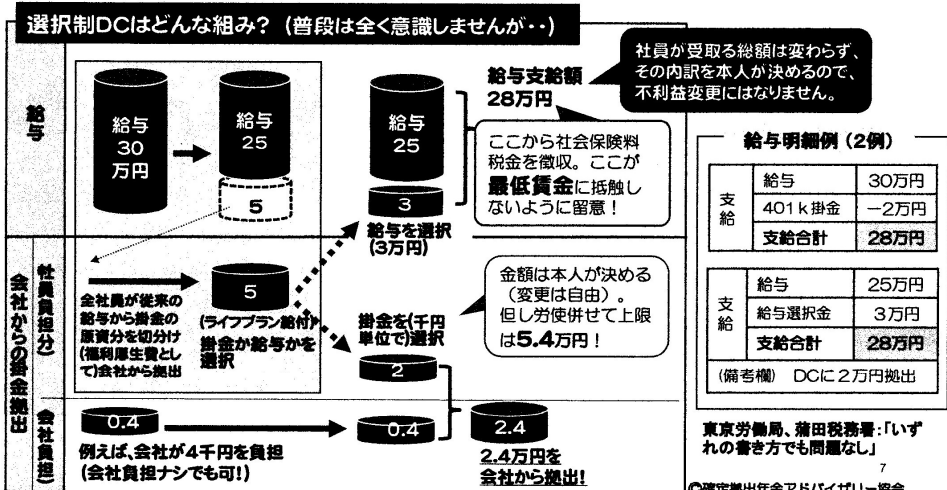 選択制DCはどんな組み？（普段は全く意識しませんが‥）
給与
給与
30
万円
給与
25
5
給与
25
3
給与を選択
(3万円)
給与支給額
28万円
社員が受取る総額は変わらず、
その内訳を本人が決めるので、
不利益変更にはなりません。
ここから社会保険料
税金を徴収。ここが
最低賃金に抵触し
ないように留意！
会社からの掛金拠出
社員負担分)
全社員が従来の
給与から掛金の
原資分を切分け
(福利厚生費とし
て)会社から拠出
5
(ライフプラン給付)
掛金か給与かを
選択
掛金を(千円
単位で)選択
2
金額は本人が決める
（変更は自由）。
但し労使併せて上限
は5.4万円！
会社負担)
0.4
例えば、会社が4千円を負担
(会社負担ナシでも可!)
0.4
2.4
2.4万円を
会社から拠出!
給与明細例（2例）
支給
給与 30万円
401k掛金 −2万円
支給合計 28万円
支給
給与 25万円
給与選択金 3万円
支給合計 28万円
(備考欄) DCに2万円拠出
東京労働局、蒲田税務署:「いず
れの書き方でも問題なし」
7
©確定拠出年金アドバイザリー協会